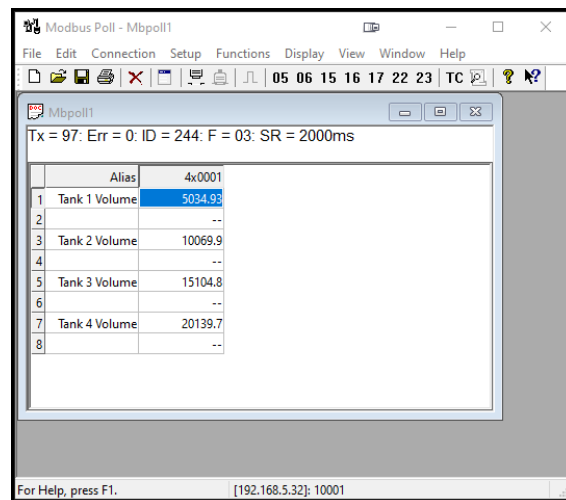 Modbus Poll - Mbpoll1
File Edit Connection Setup Functions Display View Window Help
05 06 15 16 17 22 23 TC
Mbpoll1
Tx = 97: Err = 0: ID = 244: F = 03: SR = 2000ms
Alias 4x0001
1 Tank 1 Volume 5034.93
2 --
3 Tank 2 Volume 10069.9
4 --
5 Tank 3 Volume 15104.8
6 --
7 Tank 4 Volume 20139.7
8 --
For Help, press F1. [192.168.5.32]: 10001